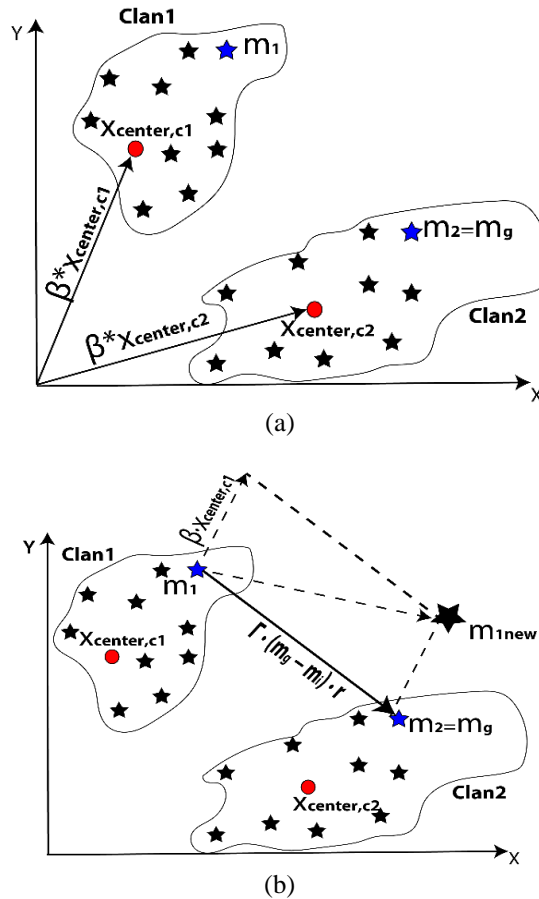 Y
Clan1
m₁
Xcenter,c1
β*Xcenter,c1
m₂=mg
Clan2
Xcenter,c2
β*Xcenter,c2
X
(a)
Y
Clan1
β·Xcenter,c1
m₁
Xcenter,c1
m₁new
Γ·(mg – mi)·r
m₂=mg
Clan2
Xcenter,c2
X
(b)